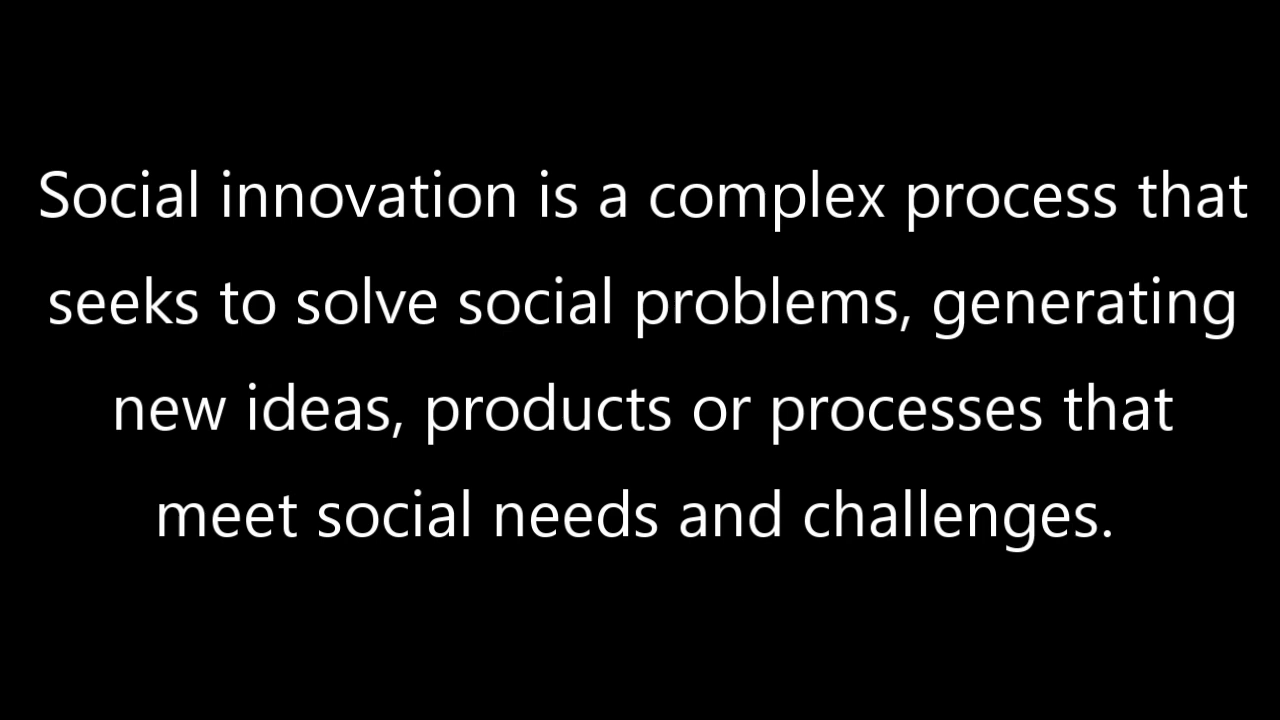 Social innovation is a complex process that
seeks to solve social problems, generating
new ideas, products or processes that
meet social needs and challenges.